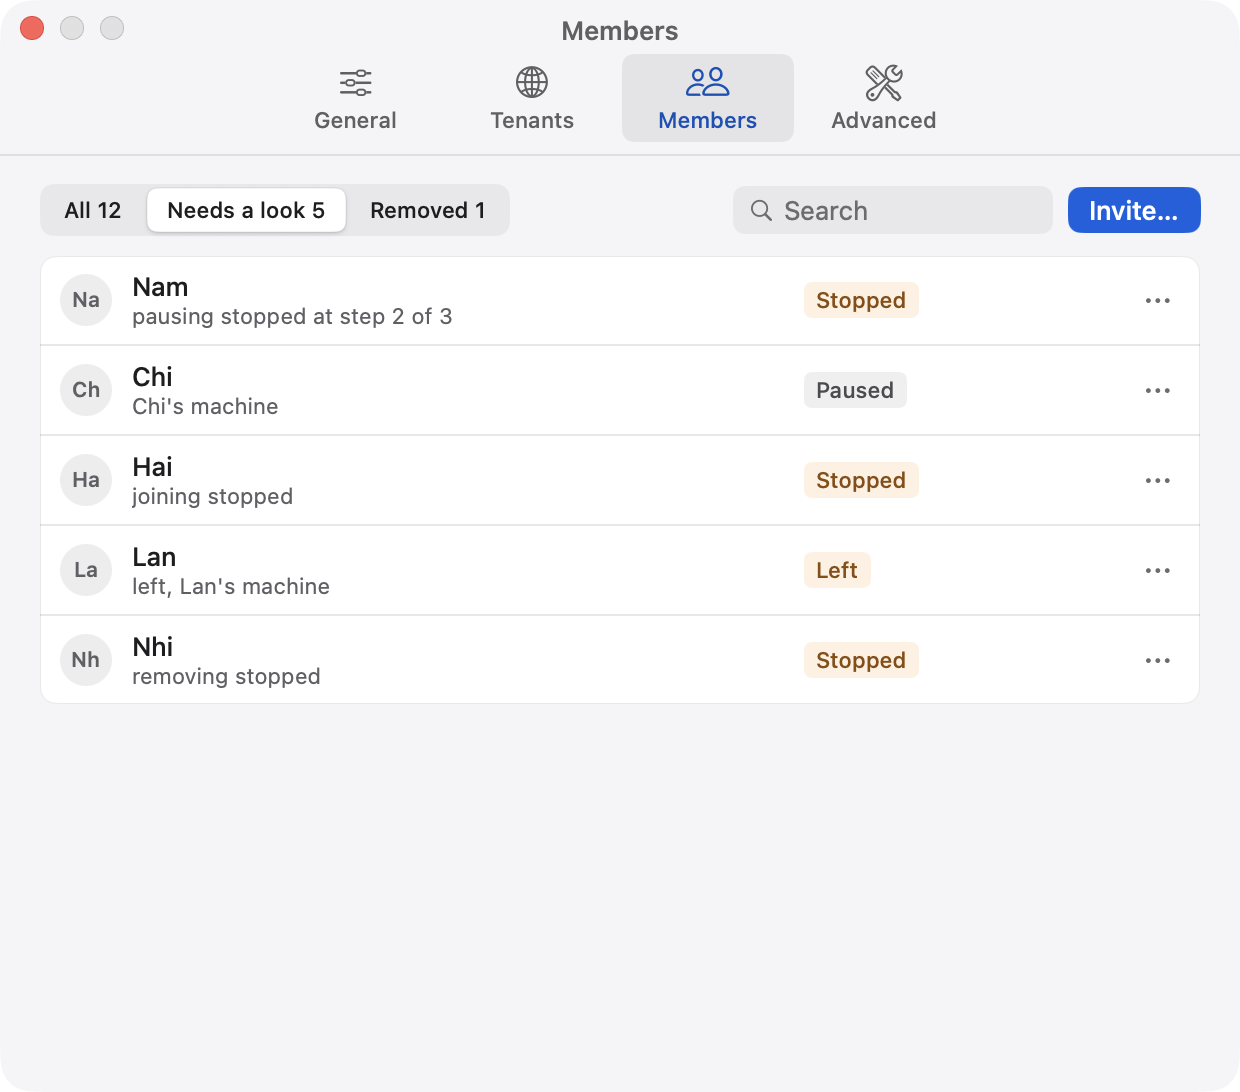 Members
General
Tenants
Members
Advanced
All 12
Needs a look 5
Removed 1
Search
Invite...
Na
Nam
pausing stopped at step 2 of 3
Stopped
Ch
Chi
Chi's machine
Paused
Ha
Hai
joining stopped
Stopped
La
Lan
left, Lan's machine
Left
Nh
Nhi
removing stopped
Stopped